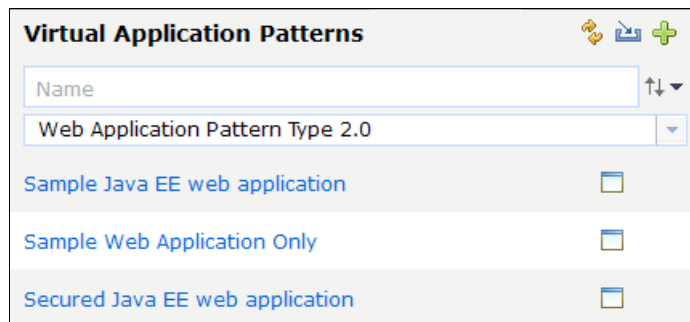 Virtual Application Patterns
Name
Web Application Pattern Type 2.0
Sample Java EE web application
Sample Web Application Only
Secured Java EE web application